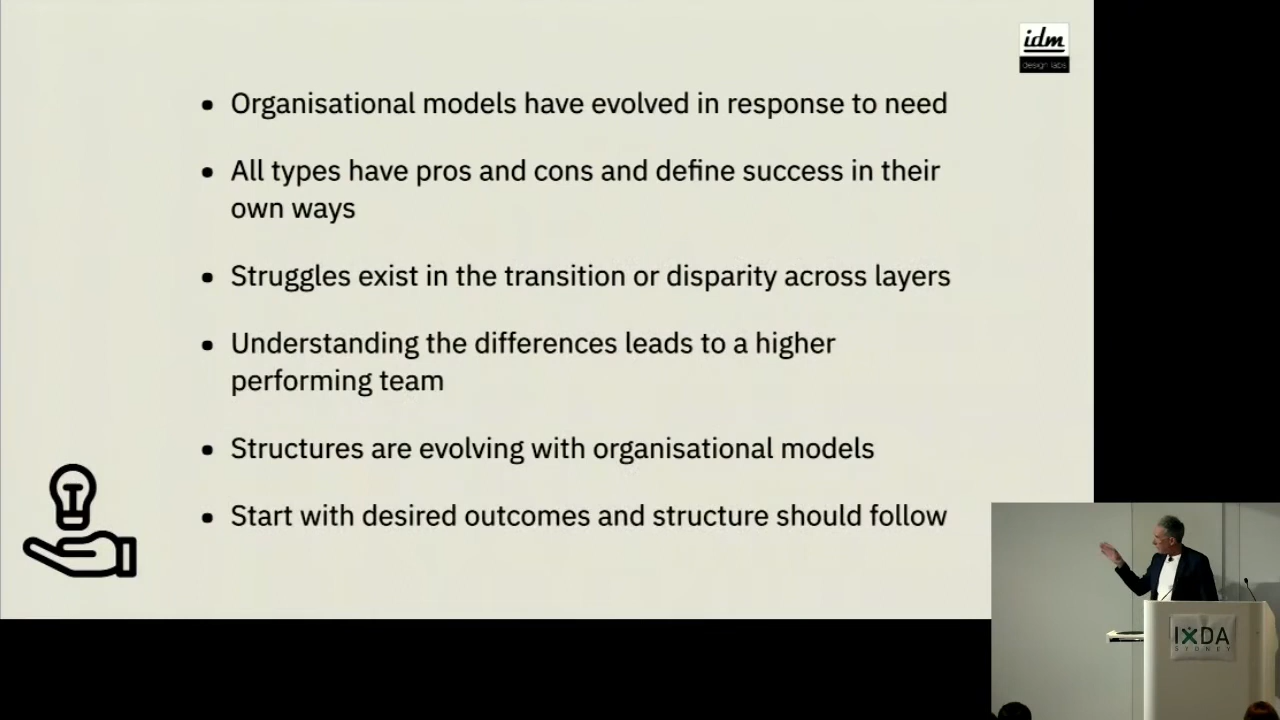 idm
design labs
• Organisational models have evolved in response to need
• All types have pros and cons and define success in their
own ways
• Struggles exist in the transition or disparity across layers
• Understanding the differences leads to a higher
performing team
• Structures are evolving with organisational models
• Start with desired outcomes and structure should follow
IXDA
SYDNEY